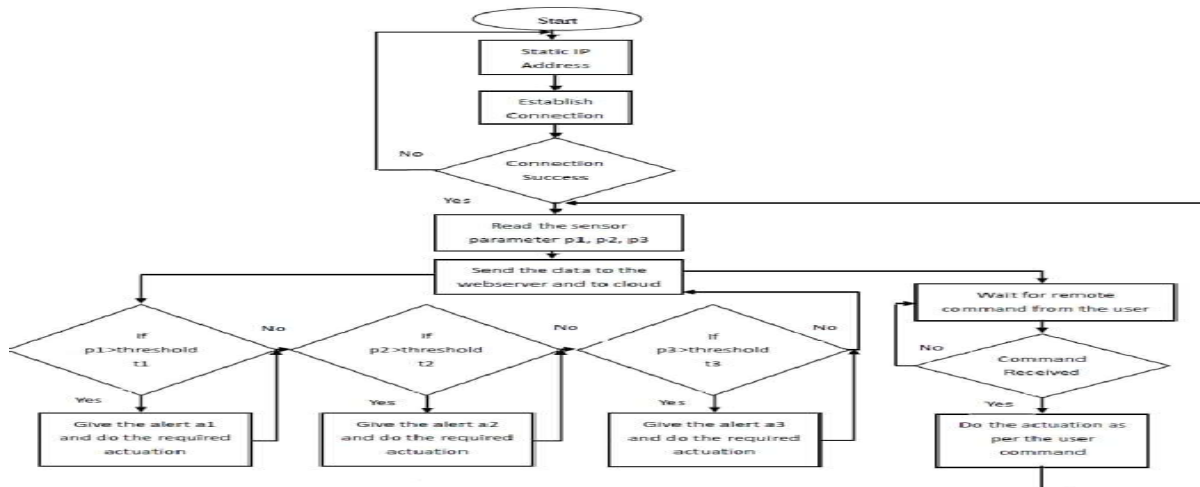 Start
Static IP
Address
Establish
Connection
No
Connection
Success
Yes
Read the sensor
parameter p1, p2, p3
Send the data to the
webserver and to cloud
If
p1>threshold
t1
No
Yes
Give the alert a1
and do the required
actuation
If
p2>threshold
t2
No
Yes
Give the alert a2
and do the required
actuation
If
p3>threshold
t3
No
Yes
Give the alert a3
and do the required
actuation
Wait for remote
command from the user
No
Command
Received
Yes
Do the actuation as
per the user
command